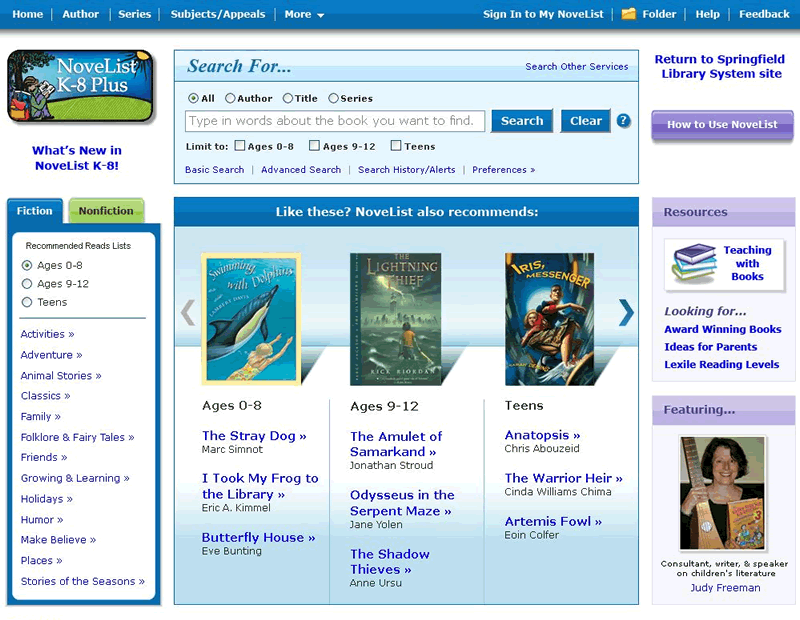 Home
Author
Series
Subjects/Appeals
More
Sign In to My NoveList
Folder
Help
Feedback
NoveList
K-8 Plus
What's New in
NoveList K-8!
Search For...
Search Other Services
All
Author
Title
Series
Type in words about the book you want to find.
Search
Clear
?
Limit to:
Ages 0-8
Ages 9-12
Teens
Basic Search
Advanced Search
Search History/Alerts
Preferences »
Return to Springfield
Library System site
How to Use NoveList
Fiction
Nonfiction
Recommended Reads Lists
Ages 0-8
Ages 9-12
Teens
Activities »
Adventure »
Animal Stories »
Classics »
Family »
Folklore & Fairy Tales »
Friends »
Growing & Learning »
Holidays »
Humor »
Make Believe »
Places »
Stories of the Seasons »
Like these? NoveList also recommends:
Swimming
with Dolphins
LAMBERT DAVIS
THE
LIGHTNING
THIEF
RICK RIORDAN
IRIS,
MESSENGER
SARAH DEMING
Ages 0-8
The Stray Dog »
Marc Simnot
I Took My Frog to
the Library »
Eric A. Kimmel
Butterfly House »
Eve Bunting
Ages 9-12
The Amulet of
Samarkand »
Jonathan Stroud
Odysseus in the
Serpent Maze »
Jane Yolen
The Shadow
Thieves »
Anne Ursu
Teens
Anatopsis »
Chris Abouzeid
The Warrior Heir »
Cinda Williams Chima
Artemis Fowl »
Eoin Colfer
Resources
Teaching
with
Books
Looking for...
Award Winning Books
Ideas for Parents
Lexile Reading Levels
Featuring...
Consultant, writer, & speaker
on children's literature
Judy Freeman